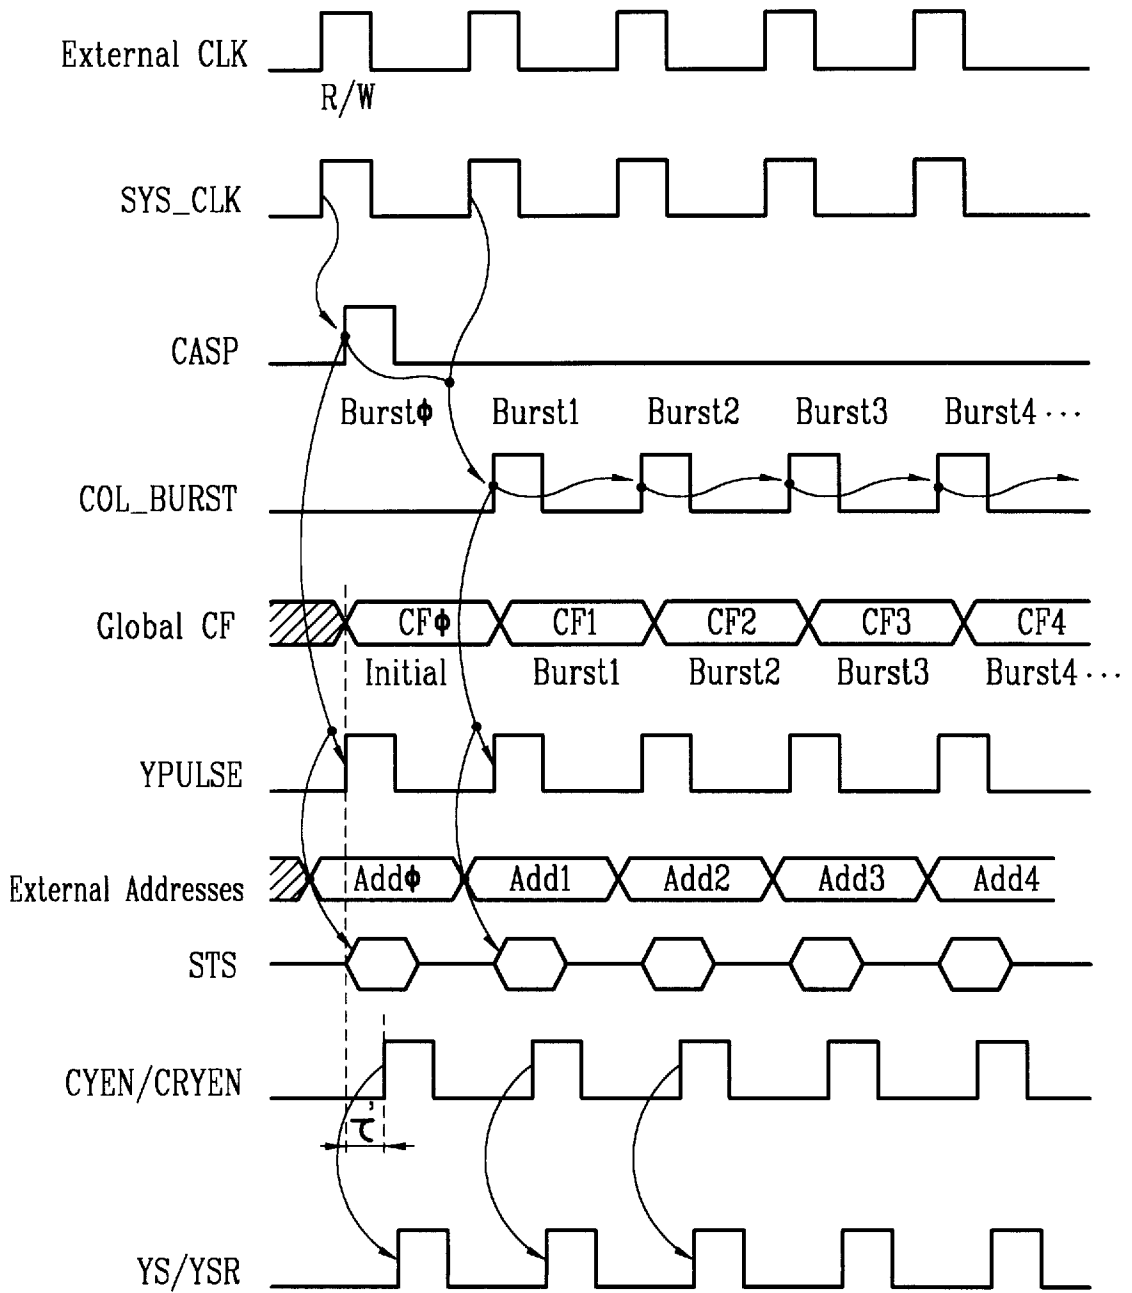 External CLK
R/W
SYS_CLK
CASP
Burstϕ Burst1 Burst2 Burst3 Burst4 ···
COL_BURST
Global CF CFϕ CF1 CF2 CF3 CF4
Initial Burst1 Burst2 Burst3 Burst4 ···
YPULSE
External Addresses Addϕ Add1 Add2 Add3 Add4
STS
CYEN/CRYEN
τ'
YS/YSR